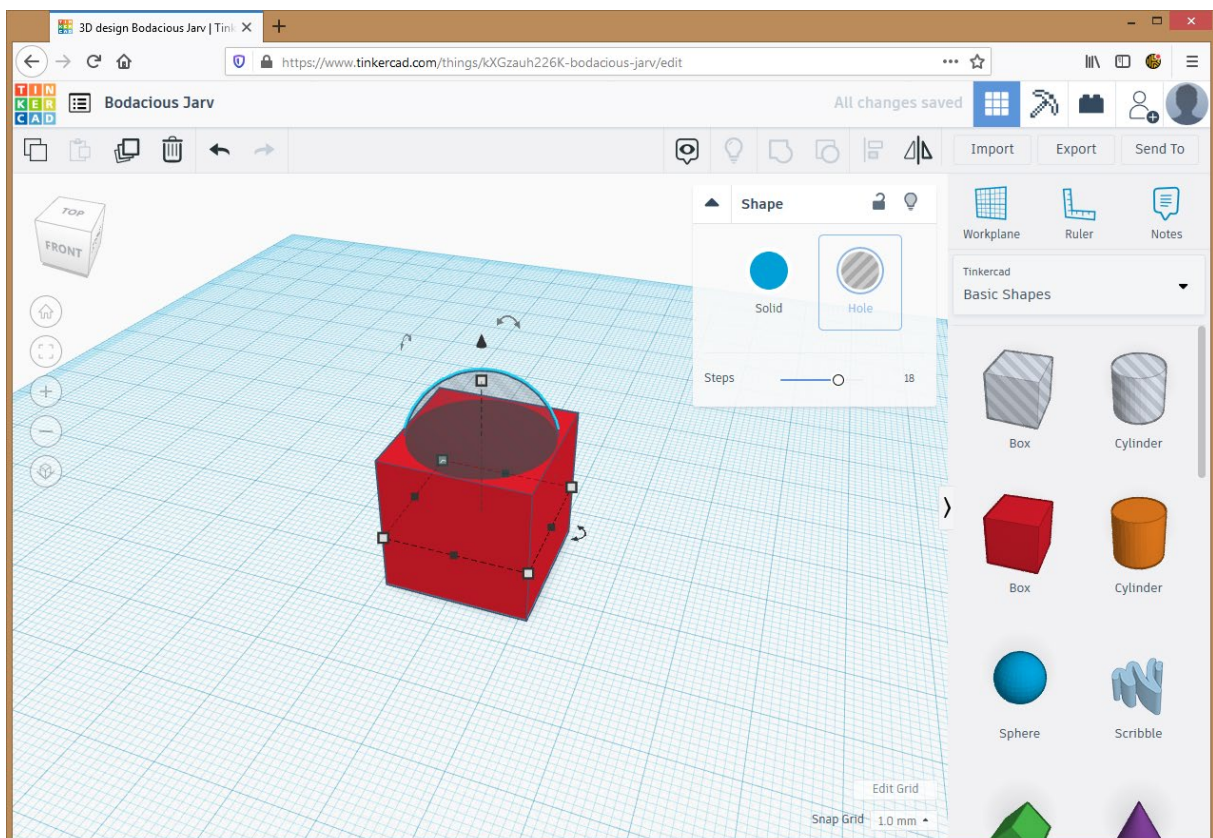 3D design Bodacious Jarv | Tink
https://www.tinkercad.com/things/kXGzauh226K-bodacious-jarv/edit
TIN
KER
CAD
Bodacious Jarv
All changes saved
Import Export Send To
TOP
FRONT
Shape
Solid Hole
Steps 18
Workplane Ruler Notes
Tinkercad
Basic Shapes
Box Cylinder
Box Cylinder
Sphere Scribble
Edit Grid
Snap Grid 1.0 mm